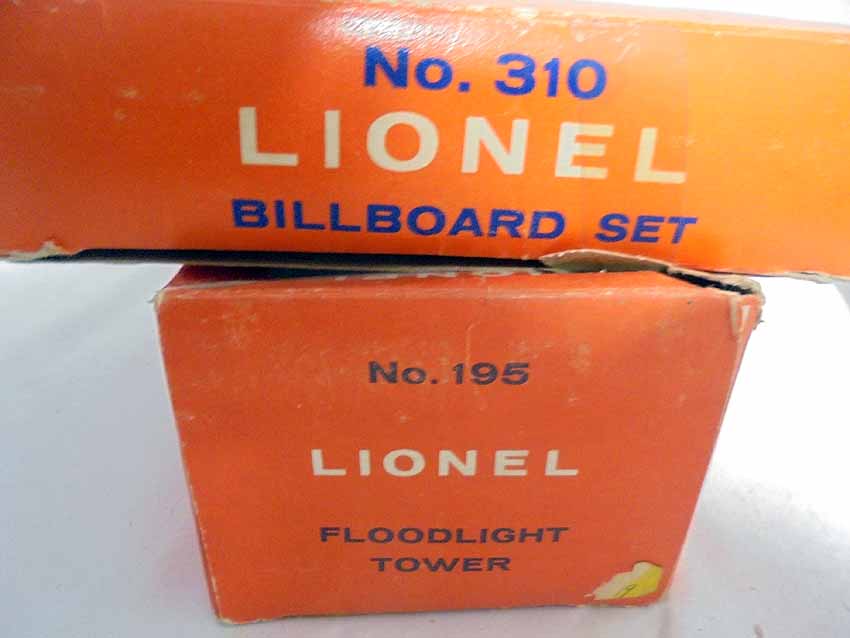 No. 310
LIONEL
BILLBOARD SET
No. 195
LIONEL
FLOODLIGHT
TOWER